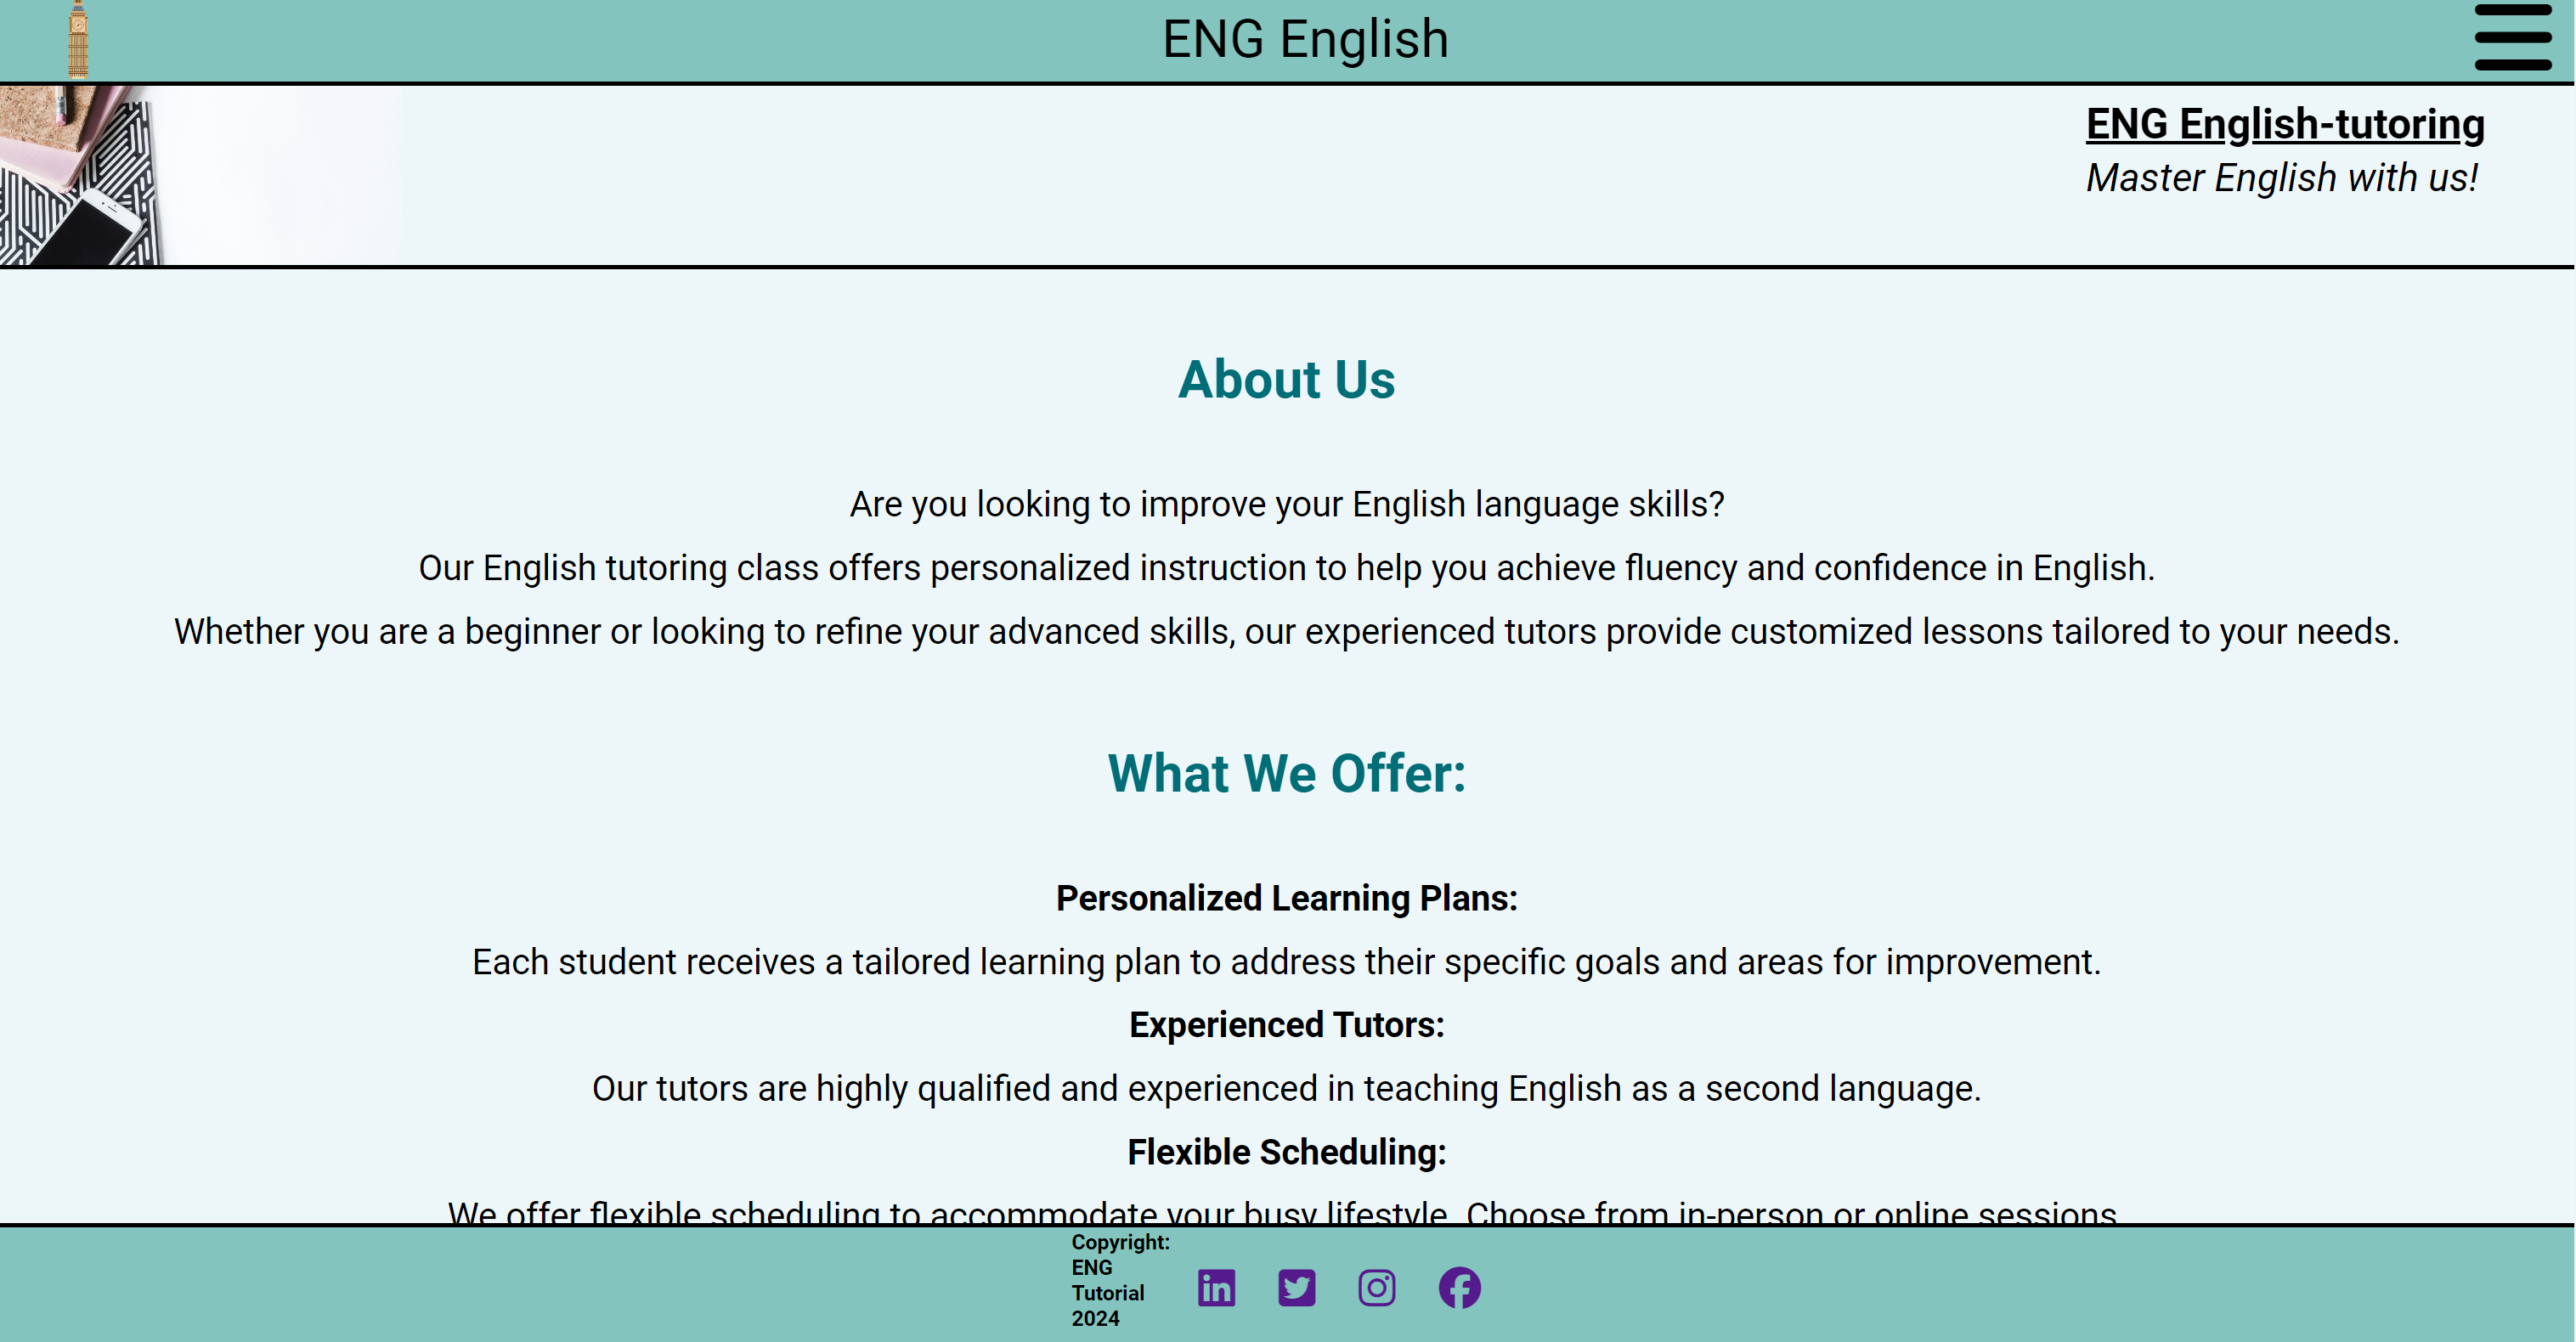 ENG English
ENG English-tutoring
Master English with us!
About Us
Are you looking to improve your English language skills?
Our English tutoring class offers personalized instruction to help you achieve fluency and confidence in English.
Whether you are a beginner or looking to refine your advanced skills, our experienced tutors provide customized lessons tailored to your needs.
What We Offer:
Personalized Learning Plans:
Each student receives a tailored learning plan to address their specific goals and areas for improvement.
Experienced Tutors:
Our tutors are highly qualified and experienced in teaching English as a second language.
Flexible Scheduling:
We offer flexible scheduling to accommodate your busy lifestyle. Choose from in-person or online sessions
Copyright:
ENG
Tutorial
2024